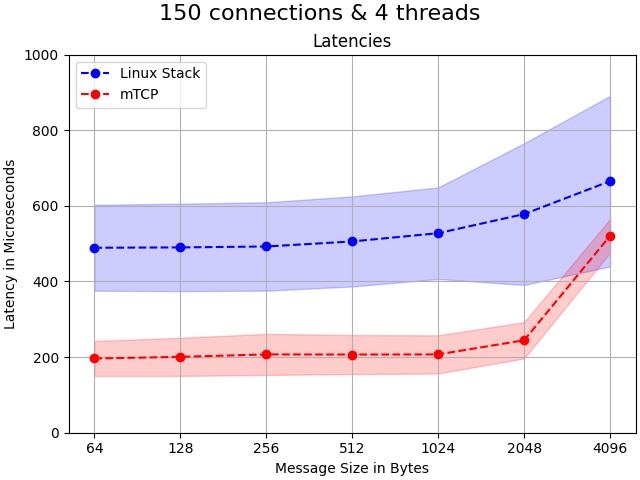 150 connections & 4 threads
Latencies
Linux Stack
mTCP
Latency in Microseconds
1000
800
600
400
200
0
64 128 256 512 1024 2048 4096
Message Size in Bytes